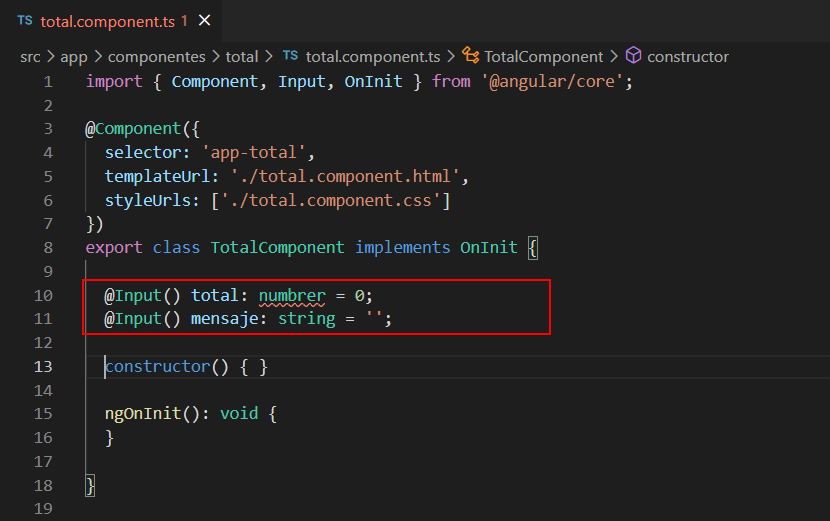 TS total.component.ts 1 ×
src > app > componentes > total > TS total.component.ts > TotalComponent > constructor
1 import { Component, Input, OnInit } from '@angular/core';
2
3 @Component({
4 selector: 'app-total',
5 templateUrl: './total.component.html',
6 styleUrls: ['./total.component.css']
7 })
8 export class TotalComponent implements OnInit {
9
10 @Input() total: numbrer = 0;
11 @Input() mensaje: string = '';
12
13 constructor() { }
14
15 ngOnInit(): void {
16 }
17
18 }
19